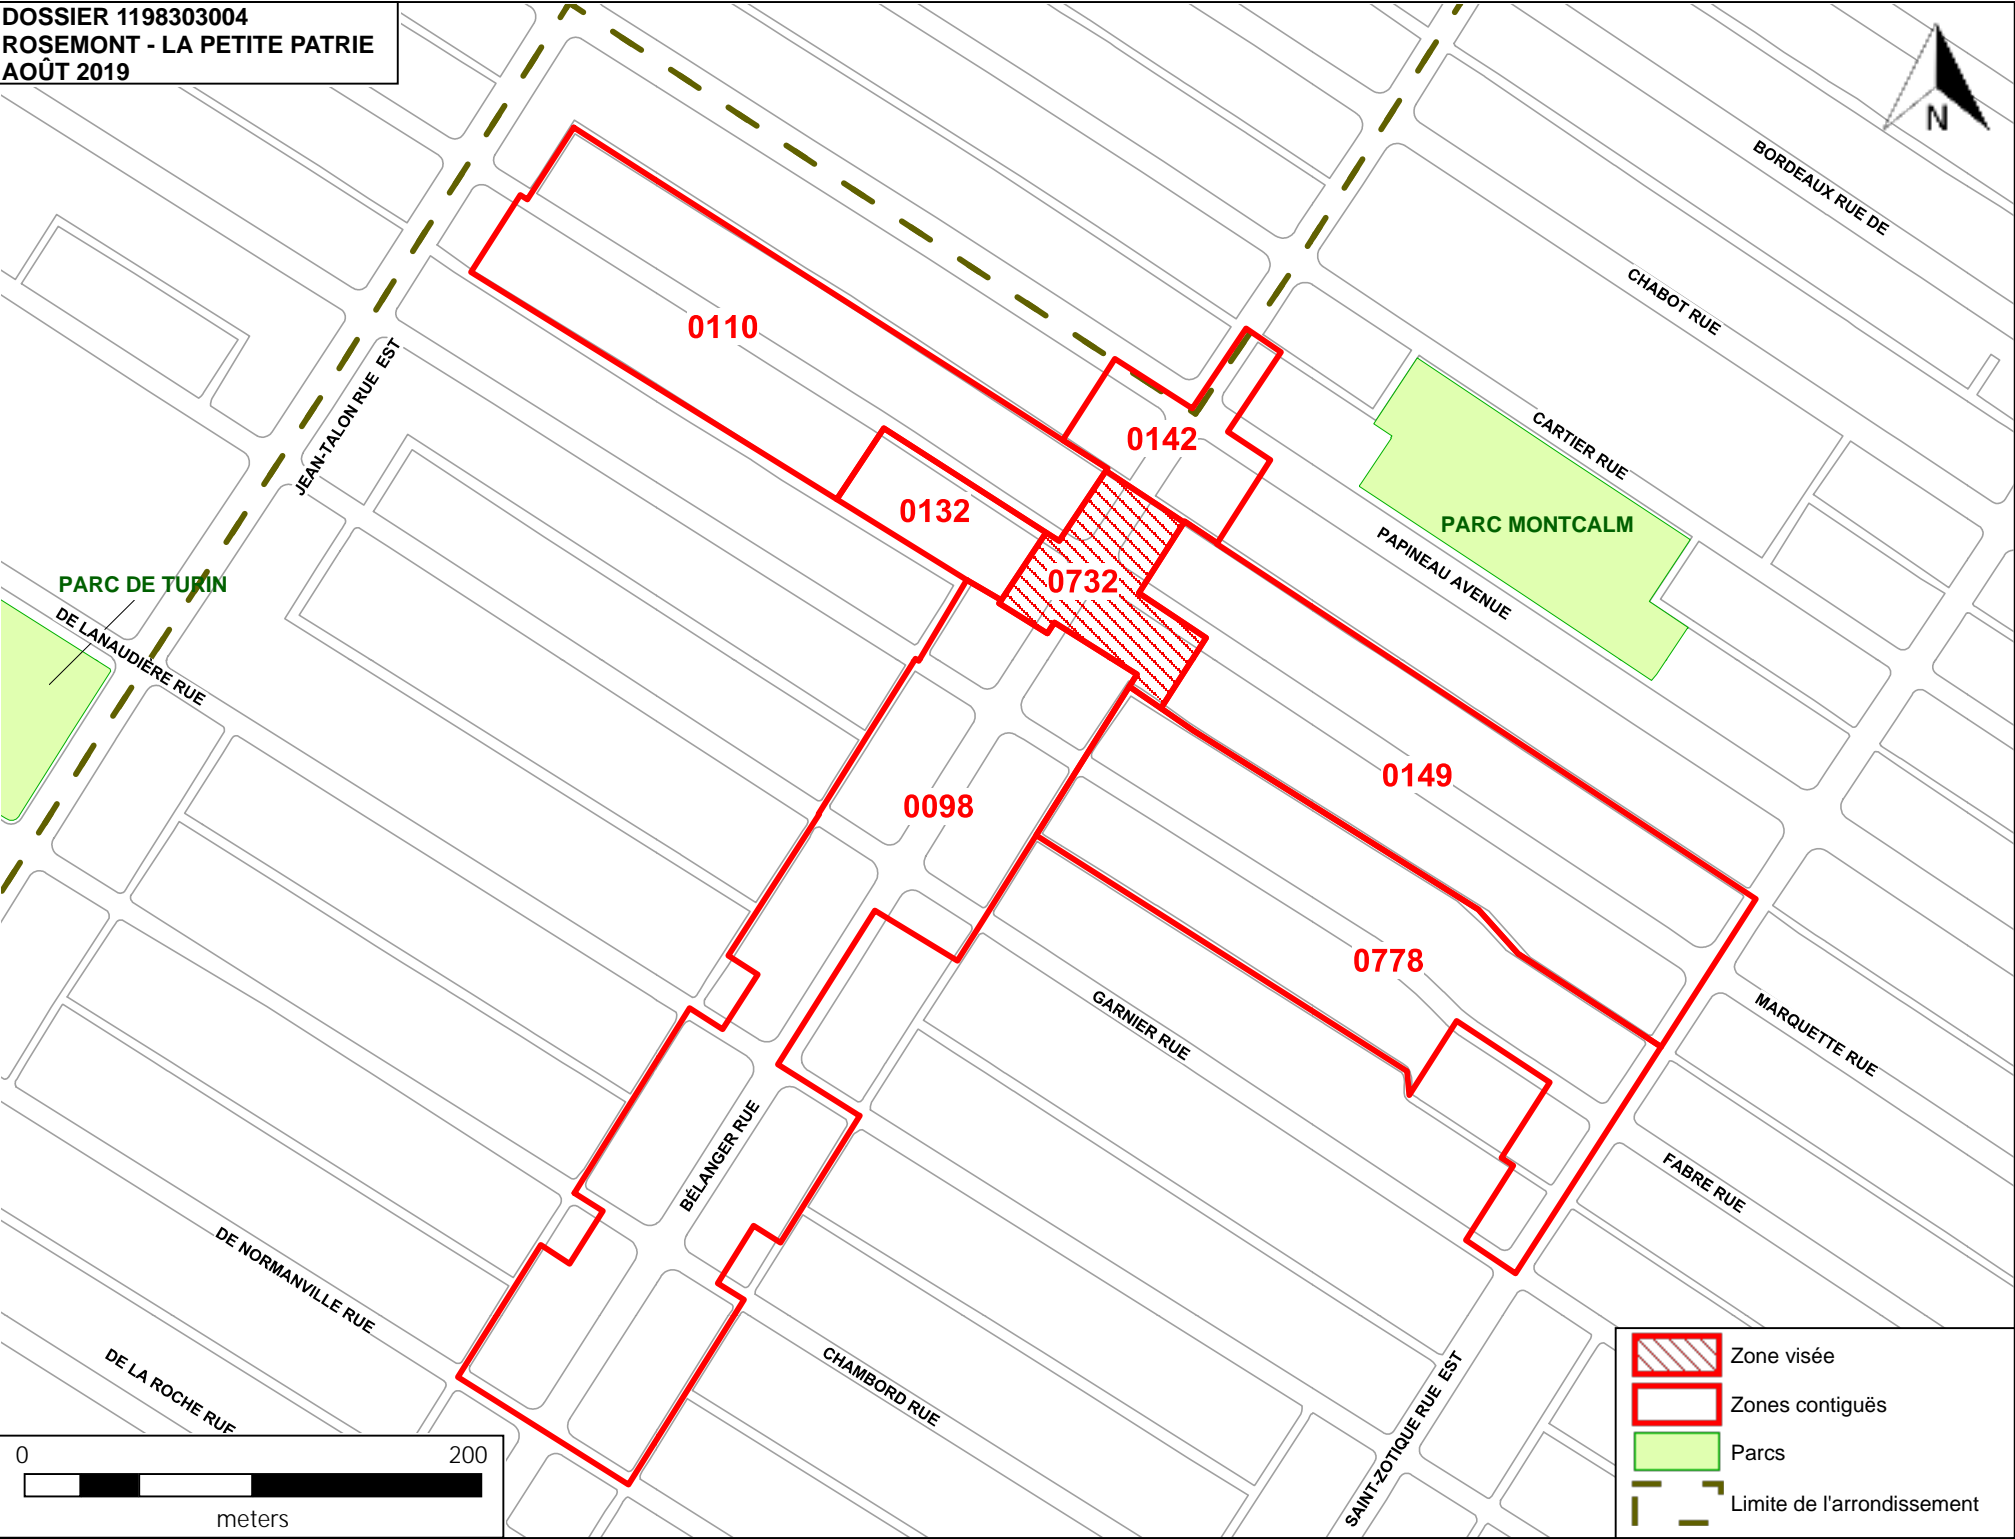 DOSSIER 1198303004
ROSEMONT - LA PETITE PATRIE
AOÛT 2019
N
BORDEAUX RUE DE
CHABOT RUE
0110
JEAN-TALON RUE EST
0142
CARTIER RUE
0132
PARC MONTCALM
PAPINEAU AVENUE
0732
PARC DE TURIN
DE LANAUDIÈRE RUE
0149
0098
0778
GARNIER RUE
MARQUETTE RUE
BÉLANGER RUE
FABRE RUE
DE NORMANVILLE RUE
DE LA ROCHE RUE
CHAMBORD RUE
SAINT-ZOTIQUE RUE EST
Zone visée
Zones contiguës
Parcs
Limite de l'arrondissement
0 200
meters